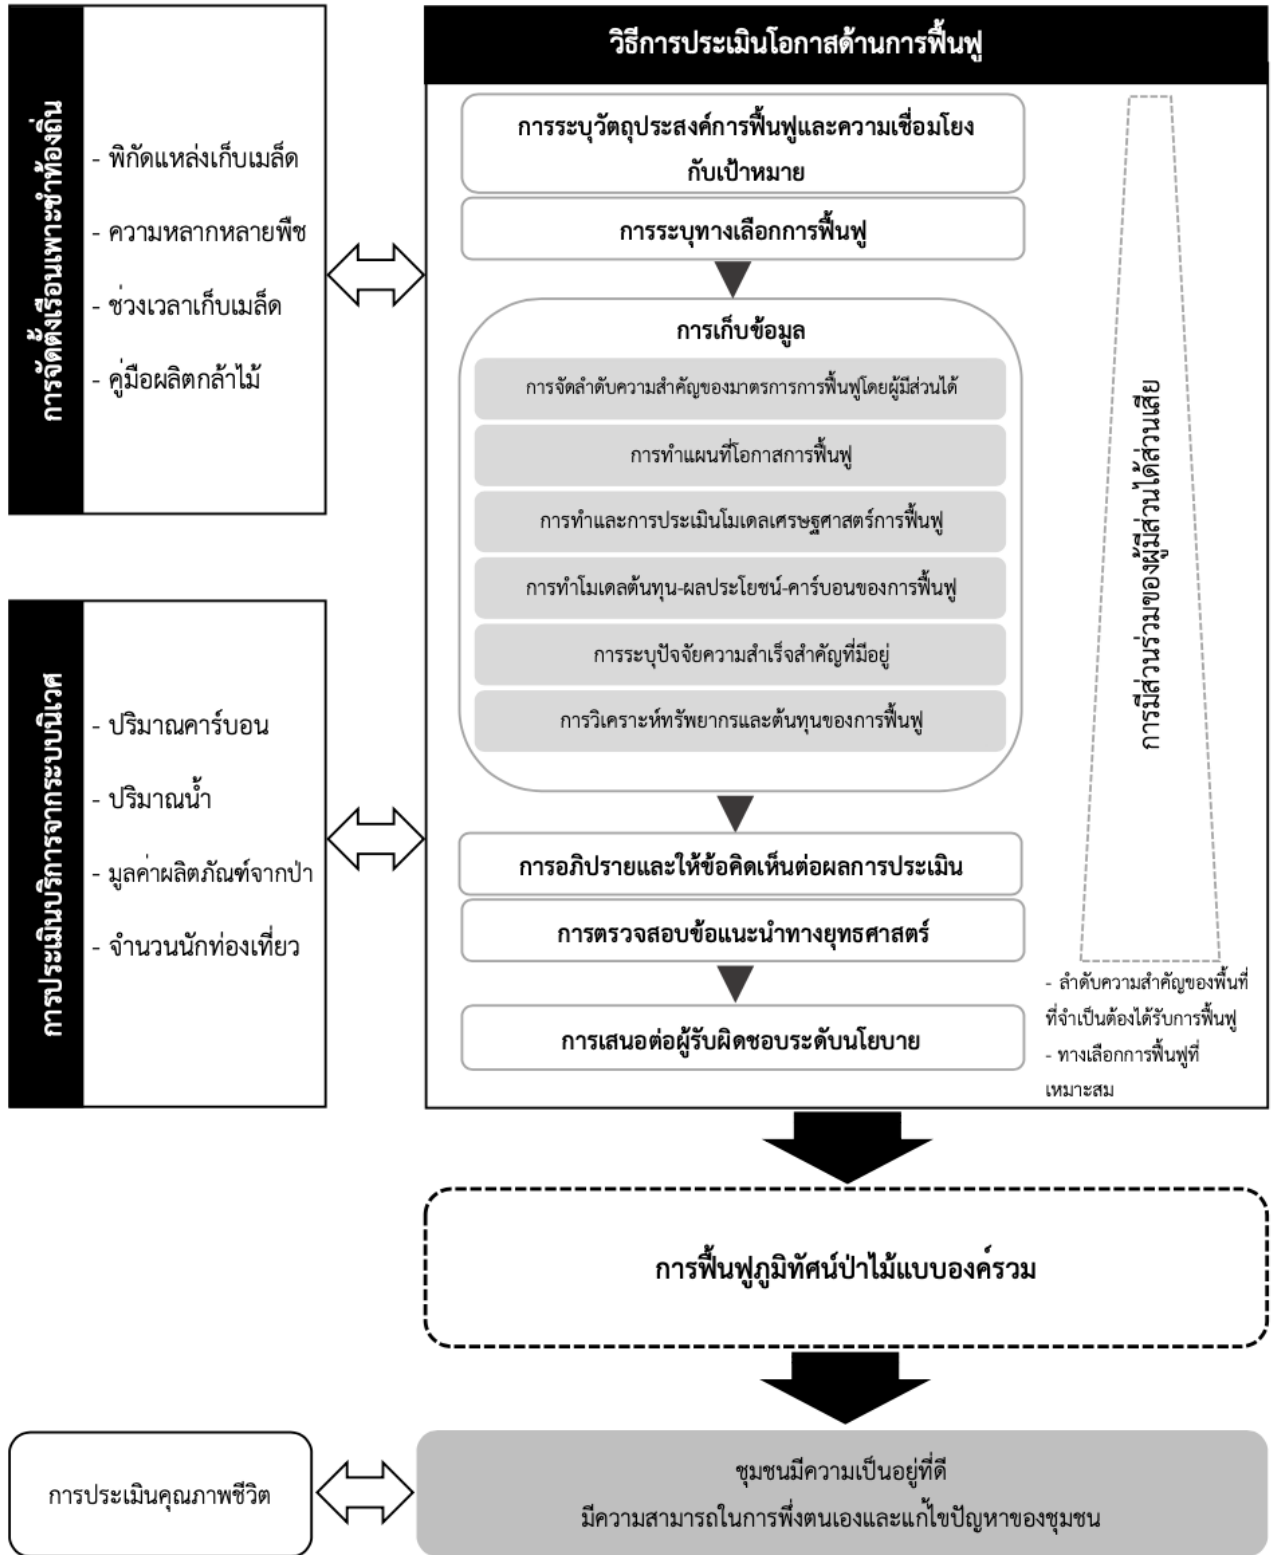 การจัดตั้งเรือนเพาะชำท้องถิ่น
- พิกัดแหล่งเก็บเมล็ด
- ความหลากหลายพืช
- ช่วงเวลาเก็บเมล็ด
- คู่มือผลิตกล้าไม้
การประเมินบริการจากระบบนิเวศ
- ปริมาณคาร์บอน
- ปริมาณน้ำ
- มูลค่าผลิตภัณฑ์จากป่า
- จำนวนนักท่องเที่ยว
วิธีการประเมินโอกาสด้านการฟื้นฟู
การระบุวัตถุประสงค์การฟื้นฟูและความเชื่อมโยง
กับเป้าหมาย
การระบุทางเลือกการฟื้นฟู
การเก็บข้อมูล
การจัดลำดับความสำคัญของมาตรการการฟื้นฟูโดยผู้มีส่วนได้
การทำแผนที่โอกาสการฟื้นฟู
การทำและการประเมินโมเดลเศรษฐศาสตร์การฟื้นฟู
การทำโมเดลต้นทุน-ผลประโยชน์-คาร์บอนของการฟื้นฟู
การระบุปัจจัยความสำเร็จสำคัญที่มีอยู่
การวิเคราะห์ทรัพยากรและต้นทุนของการฟื้นฟู
การอภิปรายและให้ข้อคิดเห็นต่อผลการประเมิน
การตรวจสอบข้อแนะนำทางยุทธศาสตร์
การเสนอต่อผู้รับผิดชอบระดับนโยบาย
การมีส่วนร่วมของผู้มีส่วนได้ส่วนเสีย
- ลำดับความสำคัญของพื้นที่
ที่จำเป็นต้องได้รับการฟื้นฟู
- ทางเลือกการฟื้นฟูที่
เหมาะสม
การฟื้นฟูภูมิทัศน์ป่าไม้แบบองค์รวม
การประเมินคุณภาพชีวิต
ชุมชนมีความเป็นอยู่ที่ดี
มีความสามารถในการพึ่งตนเองและแก้ไขปัญหาของชุมชน